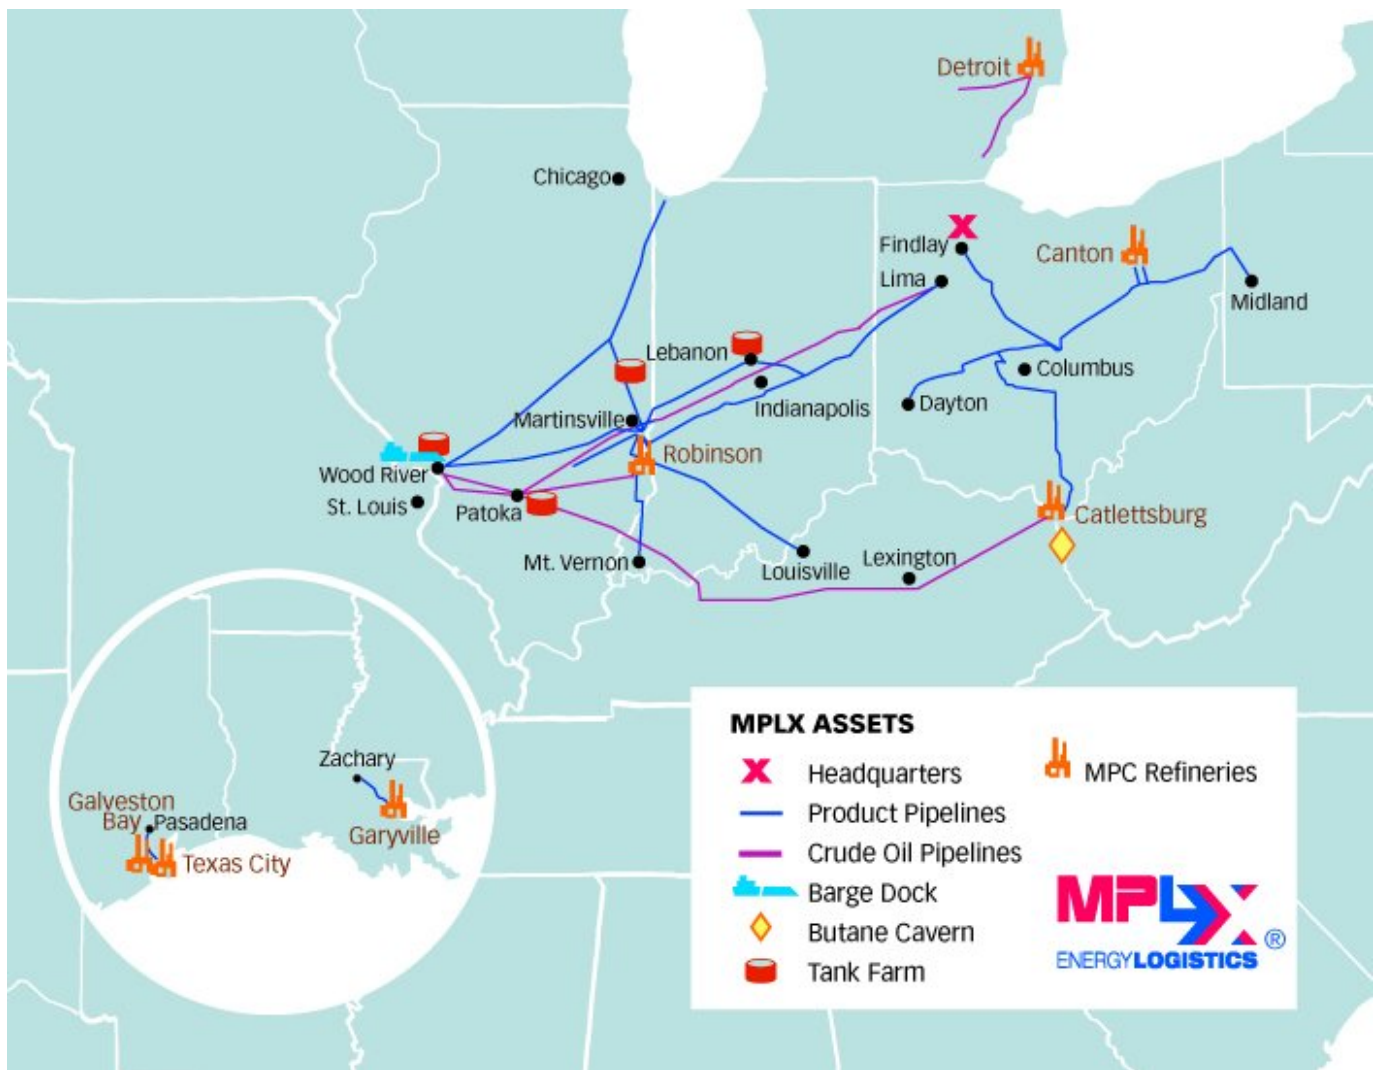 Detroit
Chicago
Findlay
Canton
Lima
Midland
Lebanon
Columbus
Indianapolis
Dayton
Martinsville
Robinson
Wood River
St. Louis
Patoka
Catlettsburg
Mt. Vernon
Louisville
Lexington
Zachary
Galveston
Bay
Pasadena
Garyville
Texas City
MPLX ASSETS
Headquarters
MPC Refineries
Product Pipelines
Crude Oil Pipelines
Barge Dock
Butane Cavern
Tank Farm
MPLX
ENERGYLOGISTICS ®